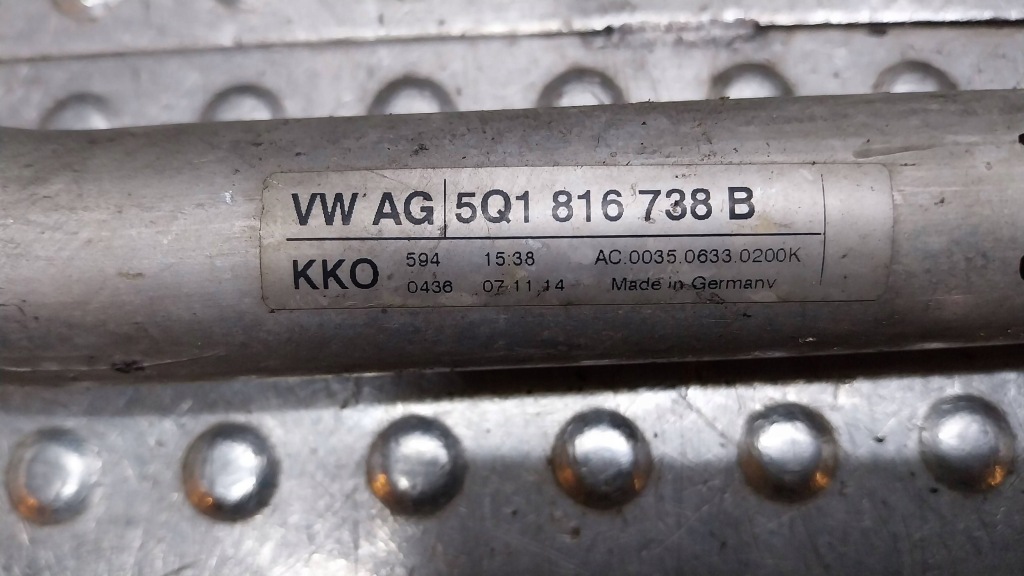 VW AG 5Q1 816 738 B
KKO 594 15:38 AC.0035.0633.0200K
0436 07.11.14 Made in Germany